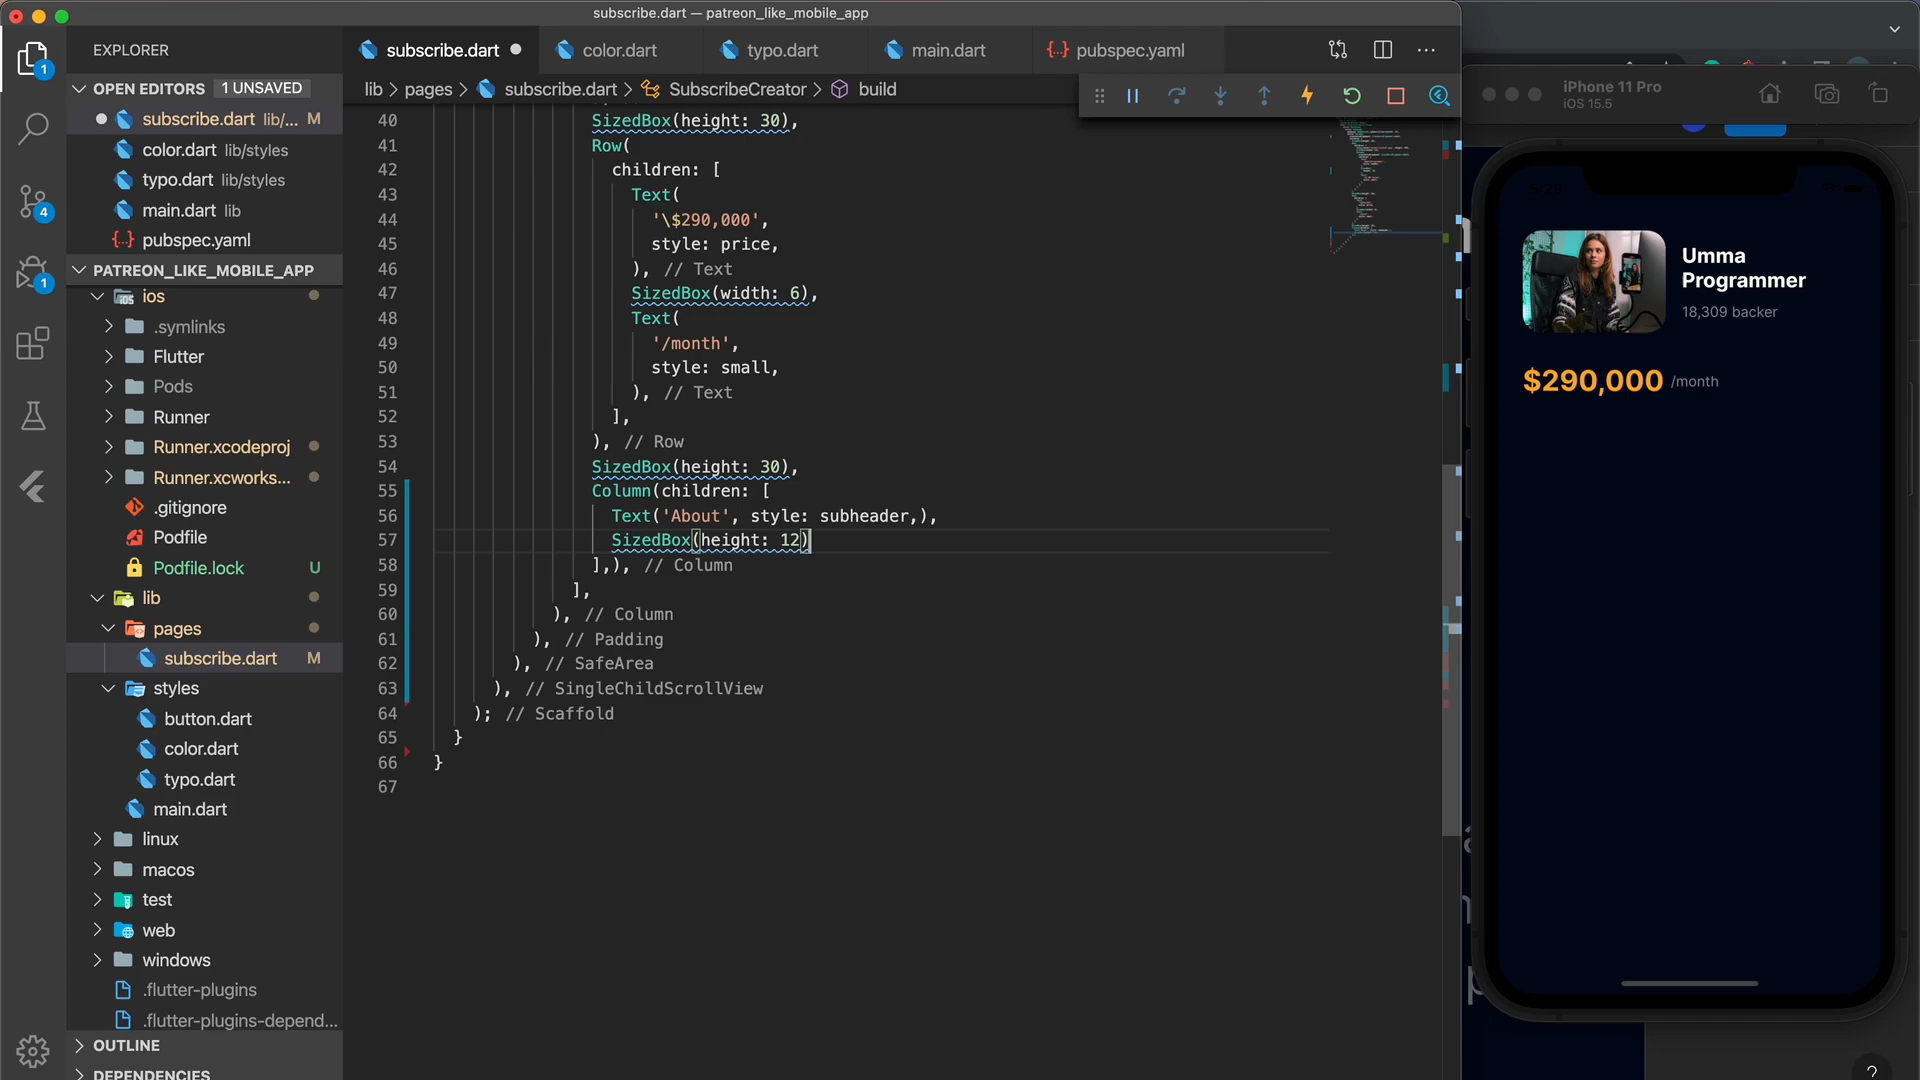 subscribe.dart — patreon_like_mobile_app
EXPLORER
OPEN EDITORS
1 UNSAVED
subscribe.dart lib/... M
color.dart lib/styles
typo.dart lib/styles
main.dart lib
pubspec.yaml
PATREON_LIKE_MOBILE_APP
ios
.symlinks
Flutter
Pods
Runner
Runner.xcodeproj
Runner.xcworks...
.gitignore
Podfile
Podfile.lock U
lib
pages
subscribe.dart M
styles
button.dart
color.dart
typo.dart
main.dart
linux
macos
test
web
windows
.flutter-plugins
.flutter-plugins-depend...
OUTLINE
DEPENDENCIES
1
4
1
subscribe.dart
color.dart
typo.dart
main.dart
pubspec.yaml
lib > pages > subscribe.dart > SubscribeCreator > build
40 SizedBox(height: 30),
41 Row(
42 children: [
43 Text(
44 '\$290,000',
45 style: price,
46 ), // Text
47 SizedBox(width: 6),
48 Text(
49 '/month',
50 style: small,
51 ), // Text
52 ],
53 ), // Row
54 SizedBox(height: 30),
55 Column(children: [
56 Text('About', style: subheader,),
57 SizedBox(height: 12)
58 ],), // Column
59 ],
60 ), // Column
61 ), // Padding
62 ), // SafeArea
63 ), // SingleChildScrollView
64 ); // Scaffold
65 }
66 }
67
iPhone 11 Pro
iOS 15.5
Umma
Programmer
18,309 backer
$290,000 /month
?